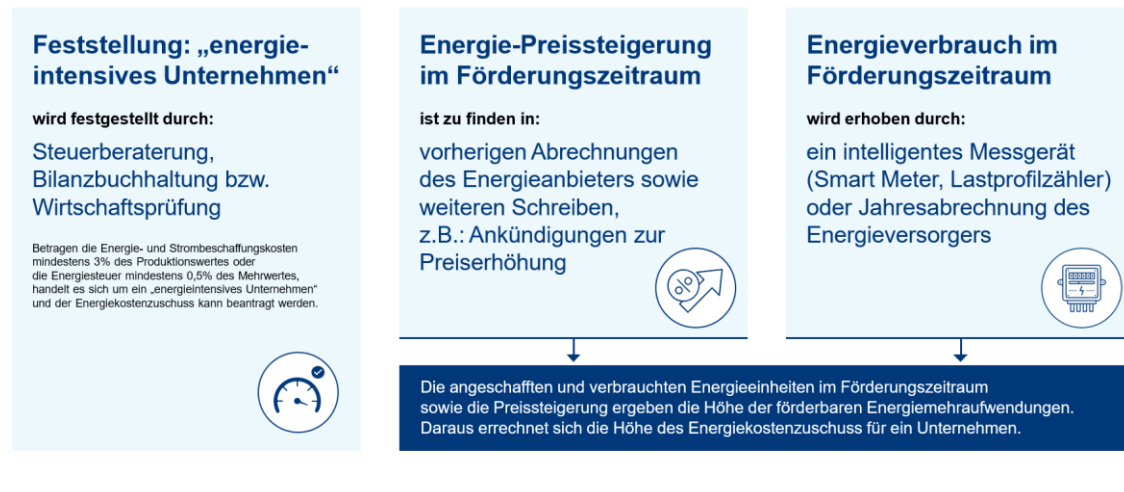 Feststellung: „energie-
intensives Unternehmen“
wird festgestellt durch:
Steuerberaterung,
Bilanzbuchhaltung bzw.
Wirtschaftsprüfung
Betragen die Energie- und Strombeschaffungskosten
mindestens 3% des Produktionswertes oder
die Energiesteuer mindestens 0,5% des Mehrwertes,
handelt es sich um ein „energieintensives Unternehmen“
und der Energiekostenzuschuss kann beantragt werden.
Energie-Preissteigerung
im Förderungszeitraum
ist zu finden in:
vorherigen Abrechnungen
des Energieanbieters sowie
weiteren Schreiben,
z.B.: Ankündigungen zur
Preiserhöhung
%
Energieverbrauch im
Förderungszeitraum
wird erhoben durch:
ein intelligentes Messgerät
(Smart Meter, Lastprofilzähler)
oder Jahresabrechnung des
Energieversorgers
Die angeschafften und verbrauchten Energieeinheiten im Förderungszeitraum
sowie die Preissteigerung ergeben die Höhe der förderbaren Energiemehraufwendungen.
Daraus errechnet sich die Höhe des Energiekostenzuschuss für ein Unternehmen.